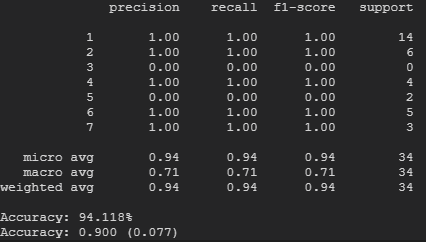 precision recall f1-score support
1 1.00 1.00 1.00 14
2 1.00 1.00 1.00 6
3 0.00 0.00 0.00 0
4 1.00 1.00 1.00 4
5 0.00 0.00 0.00 2
6 1.00 1.00 1.00 5
7 1.00 1.00 1.00 3
micro avg 0.94 0.94 0.94 34
macro avg 0.71 0.71 0.71 34
weighted avg 0.94 0.94 0.94 34
Accuracy: 94.118%
Accuracy: 0.900 (0.077)